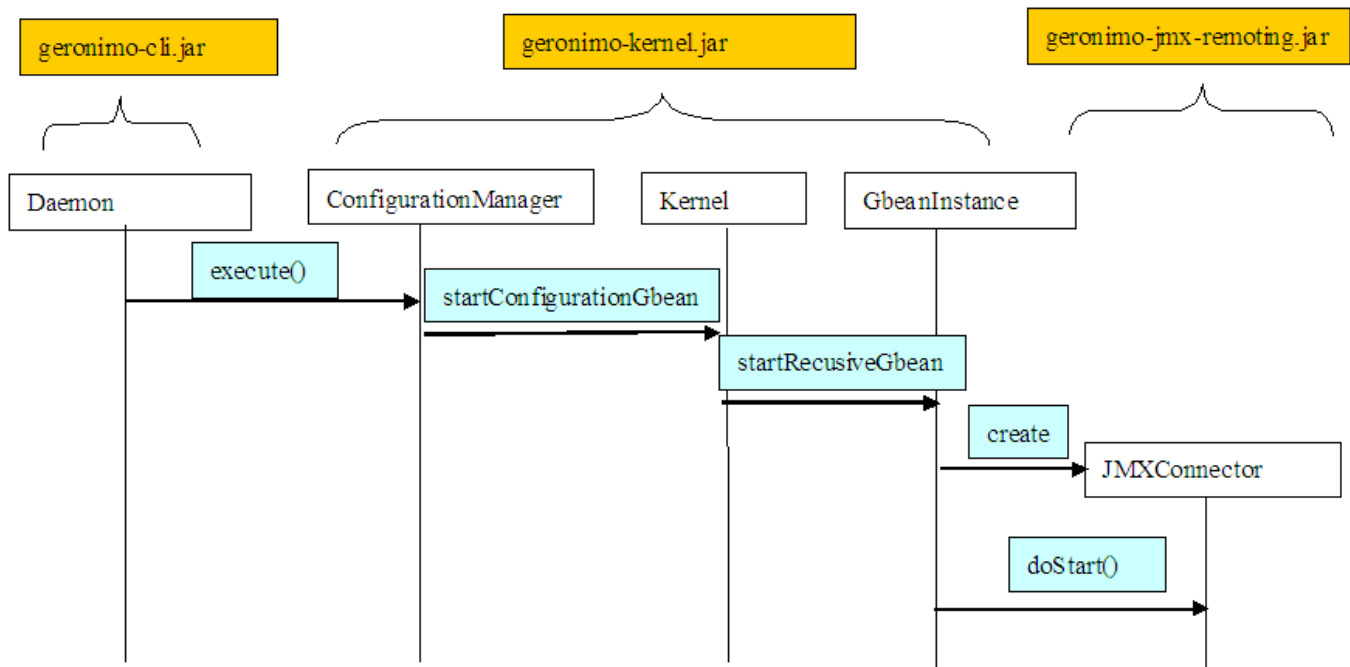 geronimo-cli.jar
geronimo-kernel.jar
geronimo-jmx-remoting.jar
Daemon
ConfigurationManager
Kernel
GbeanInstance
execute()
startConfigurationGbean
startRecusiveGbean
create
JMXConnector
doStart()